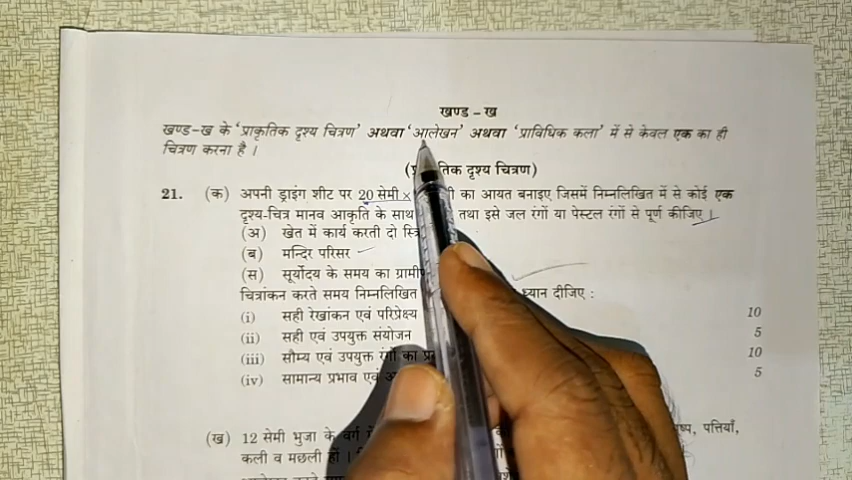 खण्ड – ख
खण्ड-ख के 'प्राकृतिक दृश्य चित्रण' अथवा 'आलेखन' अथवा 'प्राविधिक कला' में से केवल एक का ही
चित्रण करना है ।
दृश्य चित्रण)
21. (क) अपनी ड्राइंग शीट पर 20 सेमी × का आयत बनाइए जिसमें निम्नलिखित में से कोई एक
दृश्य-चित्र मानव आकृति के साथ तथा इसे जल रंगों या पेस्टल रंगों से पूर्ण कीजिए ।
(अ) खेत में कार्य करती दो
(ब) मन्दिर परिसर
(स) सूर्योदय के समय का
चित्रांकन करते समय निम्नलिखित ध्यान दीजिए :
(i) सही रेखांकन एवं परिप्रेक्ष्य 10
(ii) सही एवं उपयुक्त संयोजन 5
(iii) सौम्य एवं उपयुक्त रंगों का 10
(iv) सामान्य प्रभाव एवं 5
(ख) 12 सेमी भुजा के वर्ग पत्तियाँ,
कली व मछली हों ।